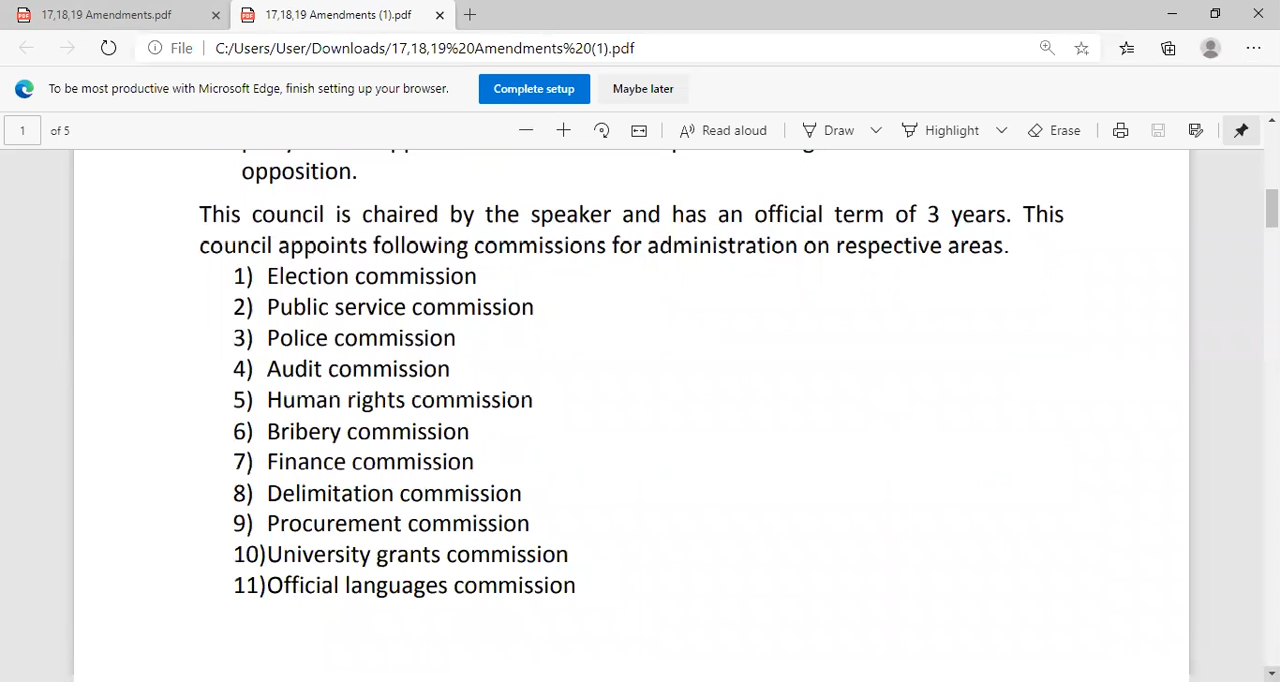 17,18,19 Amendments.pdf
17,18,19 Amendments (1).pdf
File
C:/Users/User/Downloads/17,18,19%20Amendments%20(1).pdf
To be most productive with Microsoft Edge, finish setting up your browser.
Complete setup
Maybe later
1 of 5
Read aloud
Draw
Highlight
Erase
opposition.
This council is chaired by the speaker and has an official term of 3 years. This
council appoints following commissions for administration on respective areas.
1) Election commission
2) Public service commission
3) Police commission
4) Audit commission
5) Human rights commission
6) Bribery commission
7) Finance commission
8) Delimitation commission
9) Procurement commission
10)University grants commission
11)Official languages commission